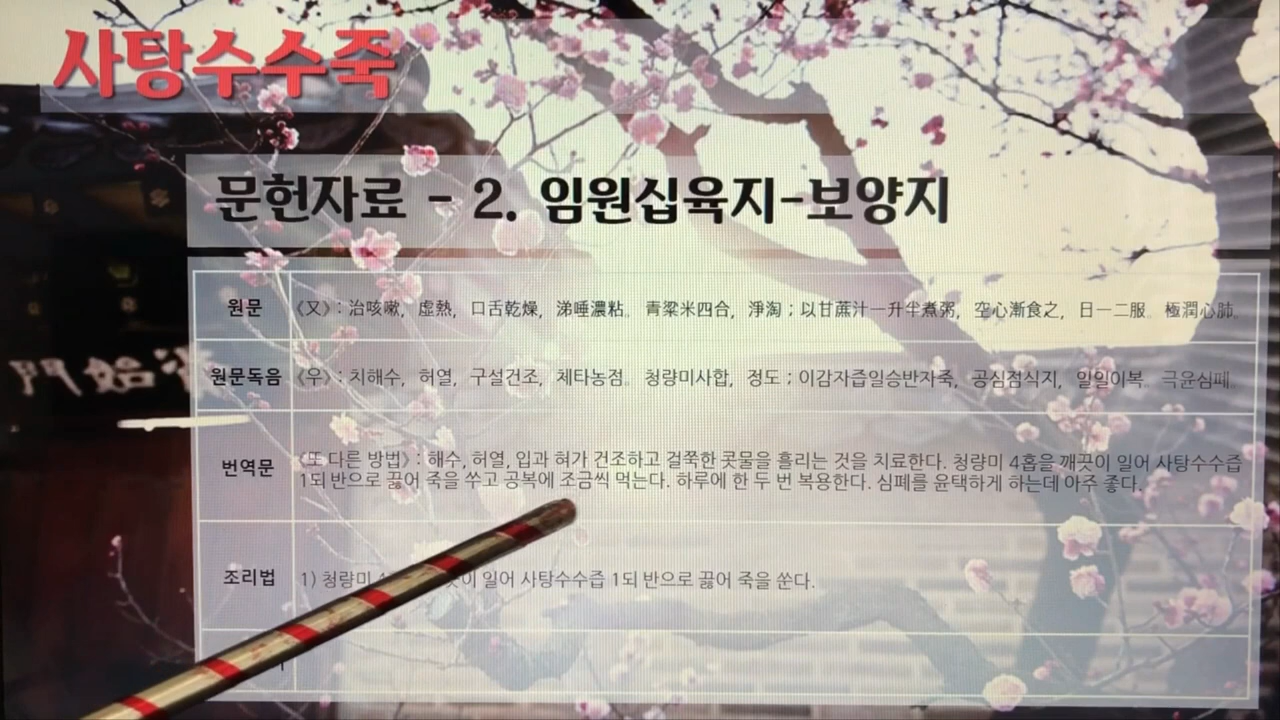 사탕수수죽
문헌자료 - 2. 임원십육지-보양지
원문 《又》: 治咳嗽, 虛熱, 口舌乾燥, 涕唾濃粘. 青粱米四合, 淨淘 ; 以甘蔗汁一升半煮粥, 空心漸食之, 日一二服. 極潤心肺.
원문독음 《우》: 치해수, 허열, 구설건조, 체타농점. 청량미사합, 정도 ; 이감자즙일승반자죽, 공심점식지, 일일이복. 극윤심폐.
번역문 《또 다른 방법》: 해수, 허열, 입과 혀가 건조하고 걸쭉한 콧물을 흘리는 것을 치료한다. 청량미 4홉을 깨끗이 일어 사탕수수즙
1되 반으로 끓여 죽을 쑤고 공복에 조금씩 먹는다. 하루에 한 두 번 복용한다. 심폐를 윤택하게 하는데 아주 좋다.
조리법 1) 청량미 일어 사탕수수즙 1되 반으로 끓여 죽을 쑨다.